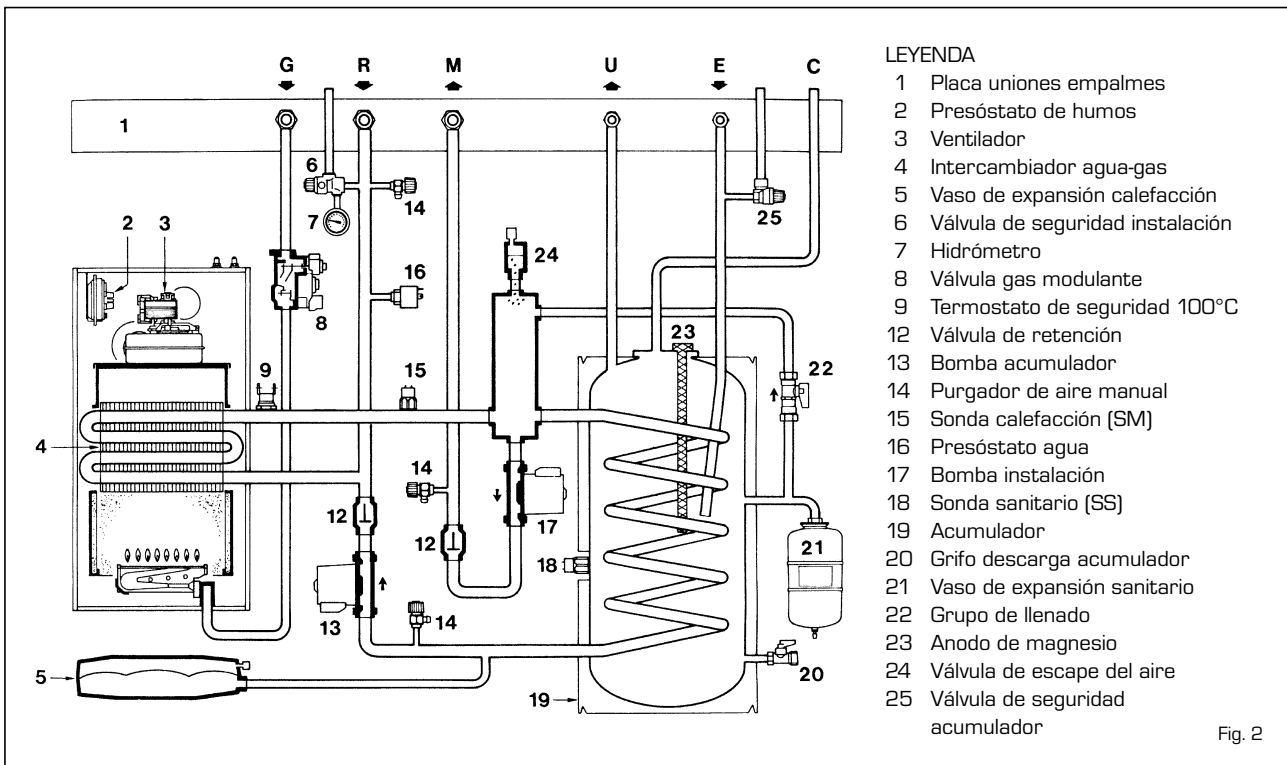 G R M U E C
1
6
7
14
25
2 3
24
16
8
23
9
15
22
4
14
12
17
12
18
21
13
14
5
20
19
LEYENDA
1 Placa uniones empalmes
2 Presóstato de humos
3 Ventilador
4 Intercambiador agua-gas
5 Vaso de expansión calefacción
6 Válvula de seguridad instalación
7 Hidrómetro
8 Válvula gas modulante
9 Termostato de seguridad 100°C
12 Válvula de retención
13 Bomba acumulador
14 Purgador de aire manual
15 Sonda calefacción (SM)
16 Presóstato agua
17 Bomba instalación
18 Sonda sanitario (SS)
19 Acumulador
20 Grifo descarga acumulador
21 Vaso de expansión sanitario
22 Grupo de llenado
23 Anodo de magnesio
24 Válvula de escape del aire
25 Válvula de seguridad
acumulador
Fig. 2